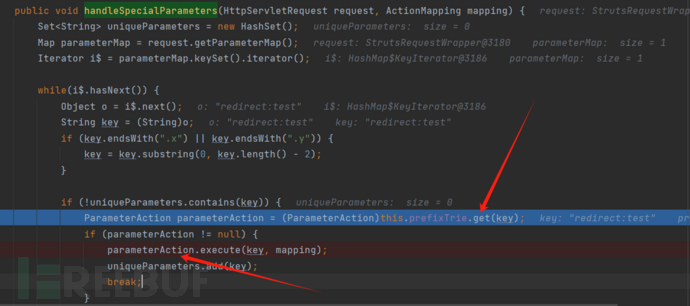 public void handleSpecialParameters(HttpServletRequest request, ActionMapping mapping) { request: StrutsRequestWrap
Set<String> uniqueParameters = new HashSet(); uniqueParameters: size = 0
Map parameterMap = request.getParameterMap(); request: StrutsRequestWrapper@3180 parameterMap: size = 1
Iterator i$ = parameterMap.keySet().iterator(); i$: HashMap$KeyIterator@3186 parameterMap: size = 1
while(i$.hasNext()) {
Object o = i$.next(); o: "redirect:test" i$: HashMap$KeyIterator@3186
String key = (String)o; o: "redirect:test" key: "redirect:test"
if (key.endsWith(".x") || key.endsWith(".y")) {
key = key.substring(0, key.length() - 2);
}
if (!uniqueParameters.contains(key)) { uniqueParameters: size = 0
ParameterAction parameterAction = (ParameterAction)this.prefixTrie.get(key); key: "redirect:test" pr
if (parameterAction != null) {
parameterAction.execute(key, mapping);
uniqueParameters.add(key);
break;
}
REEBUF